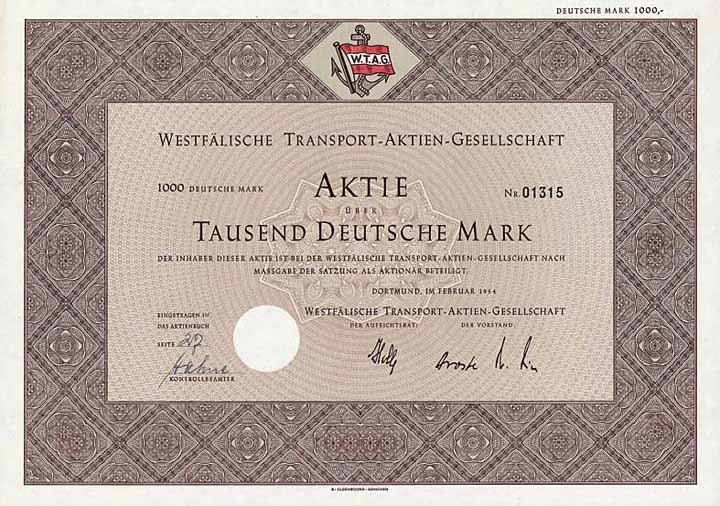 DEUTSCHE MARK 1000,-
W.T.A.G.
WESTFÄLISCHE TRANSPORT-AKTIEN-GESELLSCHAFT
1000 DEUTSCHE MARK AKTIE NR. 01315
ÜBER
TAUSEND DEUTSCHE MARK
DER INHABER DIESER AKTIE IST BEI DER WESTFÄLISCHE TRANSPORT-AKTIEN-GESELLSCHAFT NACH
MASSGABE DER SATZUNG ALS AKTIONÄR BETEILIGT.
DORTMUND, IM FEBRUAR 1954
EINGETRAGEN IN
DAS AKTIENBUCH
SEITE 27
KONTROLLBEAMTER
WESTFÄLISCHE TRANSPORT-AKTIEN-GESELLSCHAFT
DER AUFSICHTSRAT: DER VORSTAND: